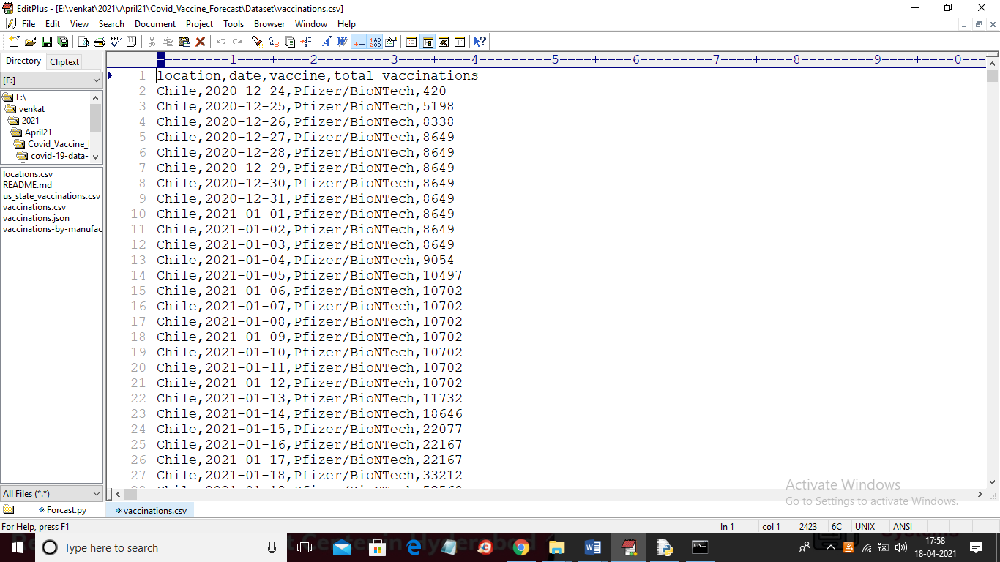 EditPlus - [E:\venkat\2021\April21\Covid_Vaccine_Forecast\Dataset\vaccinations.csv]
File Edit View Search Document Project Tools Browser Window Help
Directory Cliptext
[E:]
E:\
venkat
2021
April21
Covid_Vaccine_I
covid-19-data-
locations.csv
README.md
us_state_vaccinations.csv
vaccinations.csv
vaccinations.json
vaccinations-by-manufac
All Files (*.*)
----+----1----+----2----+----3----+----4----+----5----+----6----+----7----+----8----+----9----+----0---
1 location,date,vaccine,total_vaccinations
2 Chile,2020-12-24,Pfizer/BioNTech,420
3 Chile,2020-12-25,Pfizer/BioNTech,5198
4 Chile,2020-12-26,Pfizer/BioNTech,8338
5 Chile,2020-12-27,Pfizer/BioNTech,8649
6 Chile,2020-12-28,Pfizer/BioNTech,8649
7 Chile,2020-12-29,Pfizer/BioNTech,8649
8 Chile,2020-12-30,Pfizer/BioNTech,8649
9 Chile,2020-12-31,Pfizer/BioNTech,8649
10 Chile,2021-01-01,Pfizer/BioNTech,8649
11 Chile,2021-01-02,Pfizer/BioNTech,8649
12 Chile,2021-01-03,Pfizer/BioNTech,8649
13 Chile,2021-01-04,Pfizer/BioNTech,9054
14 Chile,2021-01-05,Pfizer/BioNTech,10497
15 Chile,2021-01-06,Pfizer/BioNTech,10702
16 Chile,2021-01-07,Pfizer/BioNTech,10702
17 Chile,2021-01-08,Pfizer/BioNTech,10702
18 Chile,2021-01-09,Pfizer/BioNTech,10702
19 Chile,2021-01-10,Pfizer/BioNTech,10702
20 Chile,2021-01-11,Pfizer/BioNTech,10702
21 Chile,2021-01-12,Pfizer/BioNTech,10702
22 Chile,2021-01-13,Pfizer/BioNTech,11732
23 Chile,2021-01-14,Pfizer/BioNTech,18646
24 Chile,2021-01-15,Pfizer/BioNTech,22077
25 Chile,2021-01-16,Pfizer/BioNTech,22167
26 Chile,2021-01-17,Pfizer/BioNTech,22167
27 Chile,2021-01-18,Pfizer/BioNTech,33212
Activate Windows
Go to Settings to activate Windows.
Forcast.py vaccinations.csv
For Help, press F1 ln 1 col 1 2423 6C UNIX ANSI
Type here to search
17:58
18-04-2021